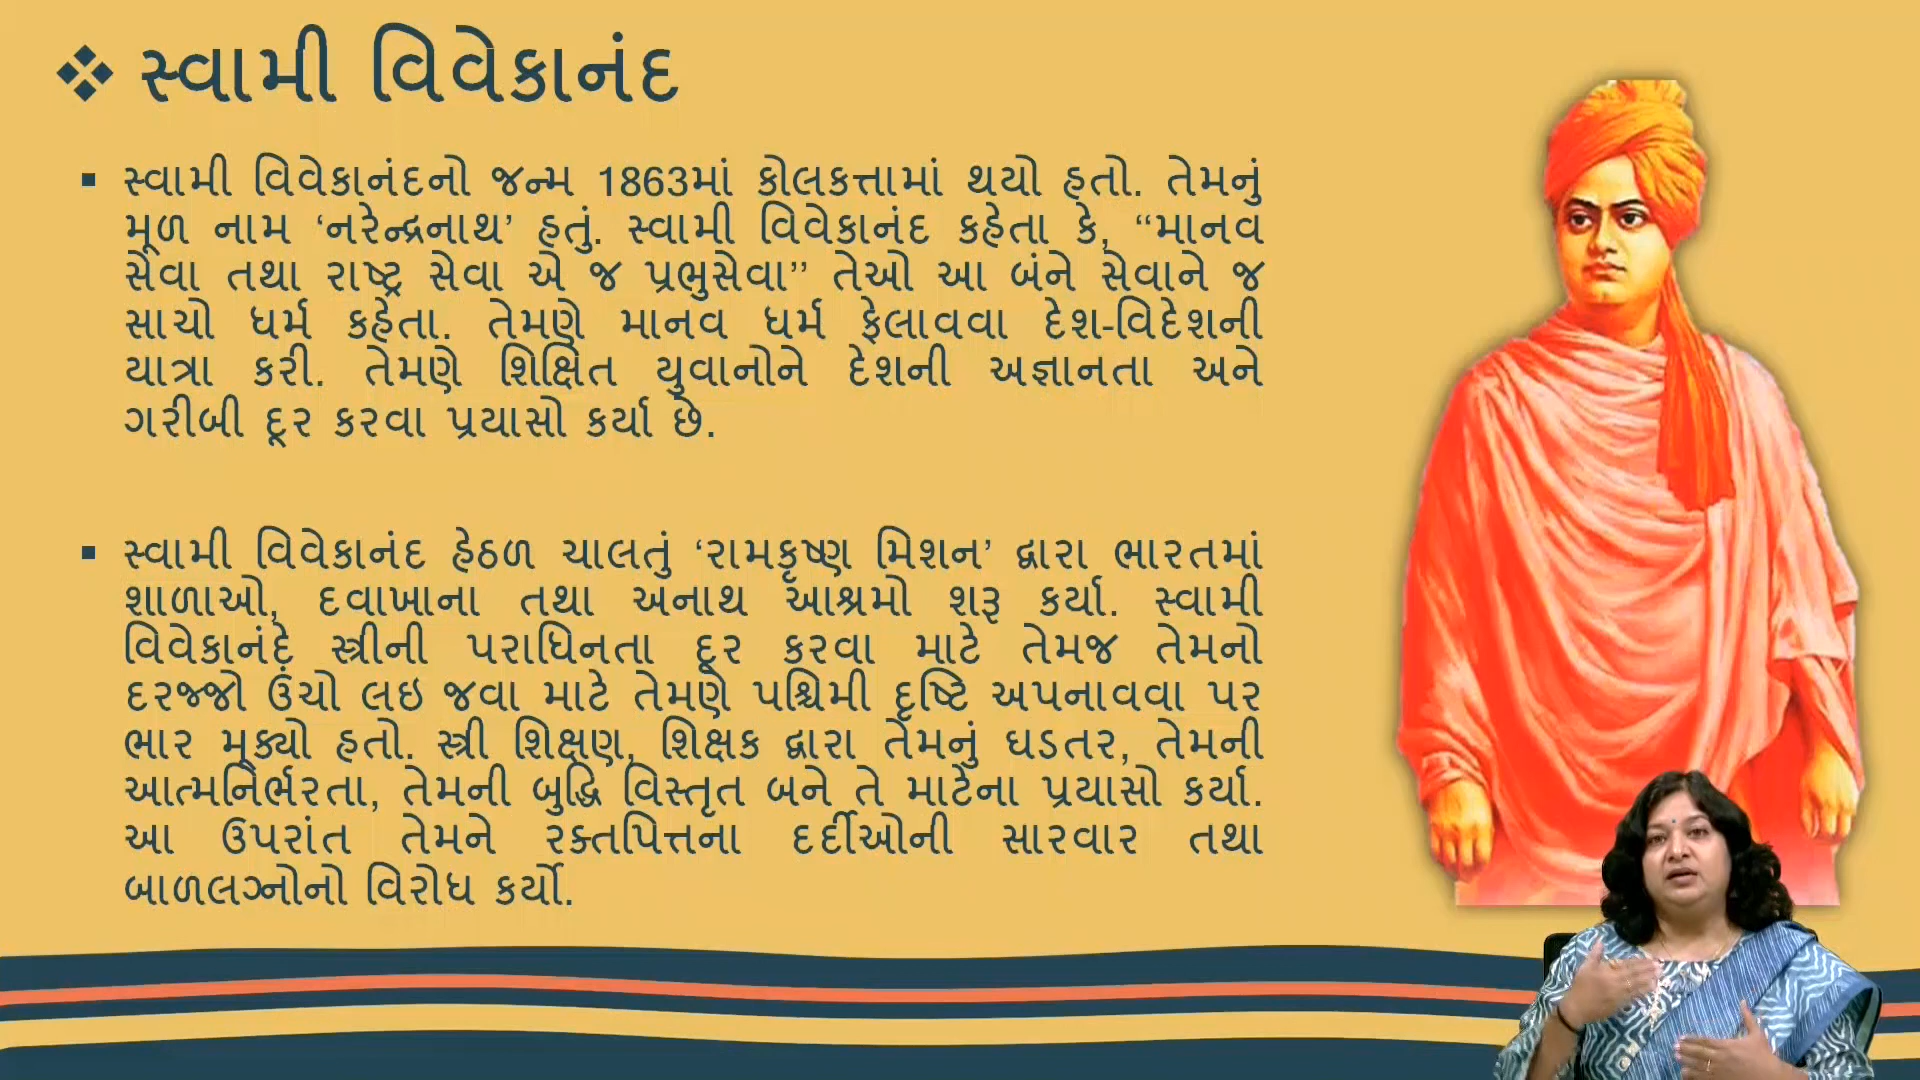 ❖ સ્વામી વિવેકાનંદ
▪ સ્વામી વિવેકાનંદનો જન્મ 1863માં કોલકત્તામાં થયો હતો. તેમનું
મૂળ નામ ‘નરેન્દ્રનાથ’ હતું. સ્વામી વિવેકાનંદ કહેતા કે, “માનવ
સેવા તથા રાષ્ટ્ર સેવા એ જ પ્રભુસેવા” તેઓ આ બંને સેવાને જ
સાચો ધર્મ કહેતા. તેમણે માનવ ધર્મ ફેલાવવા દેશ-વિદેશની
યાત્રા કરી. તેમણે શિક્ષિત યુવાનોને દેશની અજ્ઞાનતા અને
ગરીબી દૂર કરવા પ્રયાસો કર્યા છે.
▪ સ્વામી વિવેકાનંદ હેઠળ ચાલતું ‘રામકૃષ્ણ મિશન’ દ્વારા ભારતમાં
શાળાઓ, દવાખાના તથા અનાથ આશ્રમો શરૂ કર્યા. સ્વામી
વિવેકાનંદે સ્ત્રીની પરાધિનતા દૂર કરવા માટે તેમજ તેમનો
દરજ્જો ઉંચો લઇ જવા માટે તેમણે પશ્ચિમી દૃષ્ટિ અપનાવવા પર
ભાર મૂક્યો હતો. સ્ત્રી શિક્ષણ, શિક્ષક દ્વારા તેમનું ઘડતર, તેમની
આત્મનિર્ભરતા, તેમની બુદ્ધિ વિસ્તૃત બને તે માટેના પ્રયાસો કર્યા.
આ ઉપરાંત તેમને રક્તપિત્તના દર્દીઓની સારવાર તથા
બાળલગ્નોનો વિરોધ કર્યો.